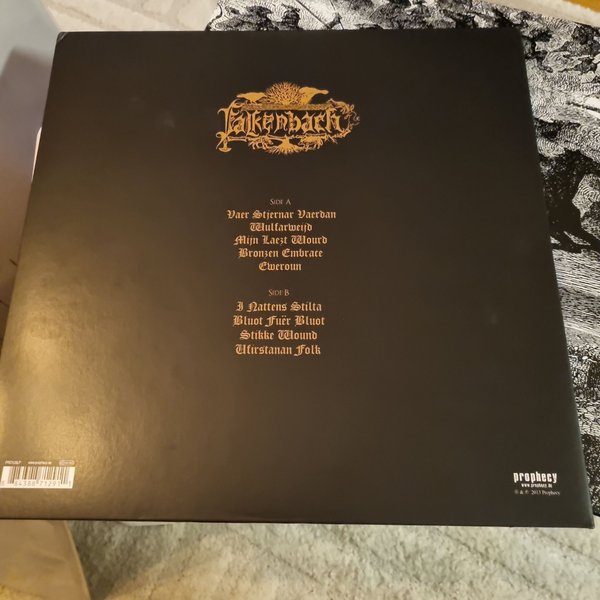 Falkenbach
Side A
Vaer Stjernar Vaerdan
Wulfarweijd
Mijn Laezt Wourd
Bronzen Embrace
Eweroun
Side B
I Nattens Stilta
Bluot Fuër Bluot
Stikke Wound
Ufirstanan Folk
prophecy
www.prophecy.de
℗ & © 2013 Prophecy